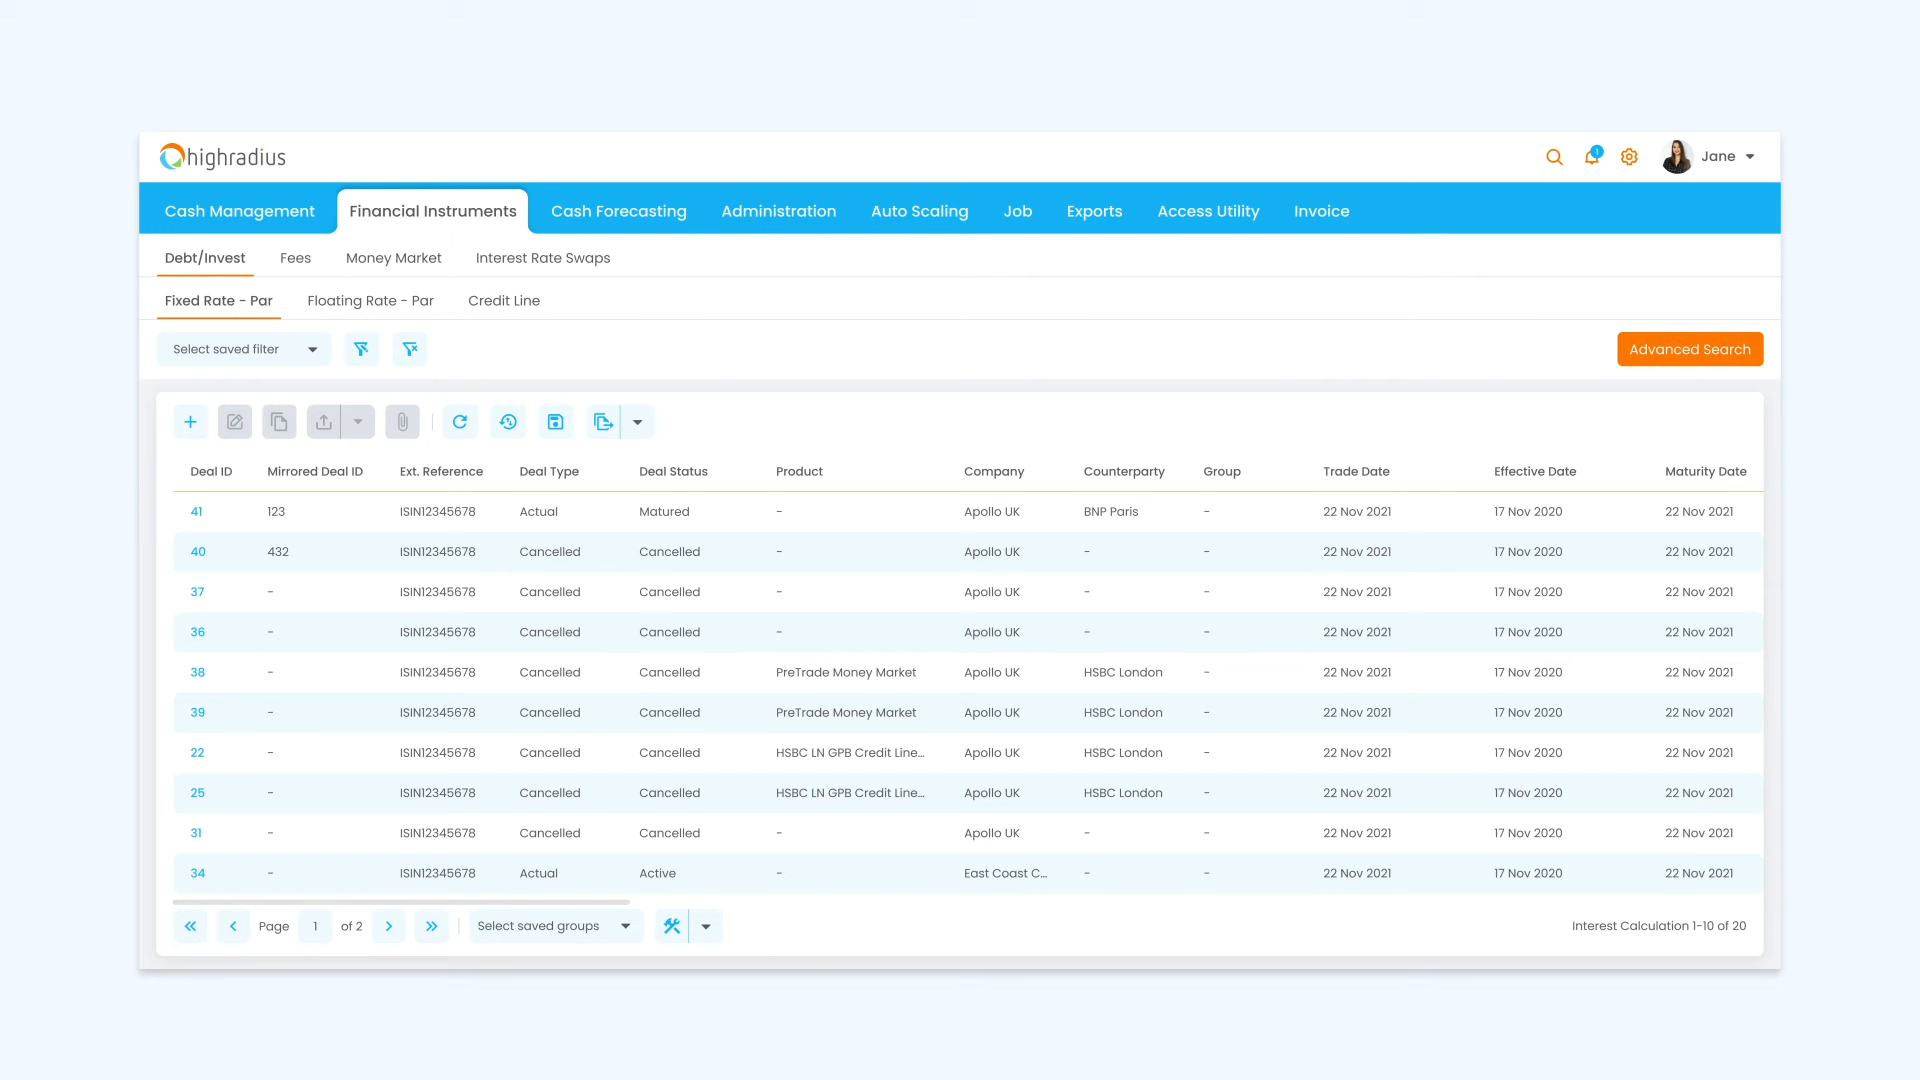 highradius
1
Jane
Cash Management Financial Instruments Cash Forecasting Administration Auto Scaling Job Exports Access Utility Invoice
Debt/Invest Fees Money Market Interest Rate Swaps
Fixed Rate - Par Floating Rate - Par Credit Line
Select saved filter Advanced Search
Deal ID Mirrored Deal ID Ext. Reference Deal Type Deal Status Product Company Counterparty Group Trade Date Effective Date Maturity Date
41 123 ISIN12345678 Actual Matured - Apollo UK BNP Paris - 22 Nov 2021 17 Nov 2020 22 Nov 2021
40 432 ISIN12345678 Cancelled Cancelled - Apollo UK - - 22 Nov 2021 17 Nov 2020 22 Nov 2021
37 - ISIN12345678 Cancelled Cancelled - Apollo UK - - 22 Nov 2021 17 Nov 2020 22 Nov 2021
36 - ISIN12345678 Cancelled Cancelled - Apollo UK - - 22 Nov 2021 17 Nov 2020 22 Nov 2021
38 - ISIN12345678 Cancelled Cancelled PreTrade Money Market Apollo UK HSBC London - 22 Nov 2021 17 Nov 2020 22 Nov 2021
39 - ISIN12345678 Cancelled Cancelled PreTrade Money Market Apollo UK HSBC London - 22 Nov 2021 17 Nov 2020 22 Nov 2021
22 - ISIN12345678 Cancelled Cancelled HSBC LN GPB Credit Line... Apollo UK HSBC London - 22 Nov 2021 17 Nov 2020 22 Nov 2021
25 - ISIN12345678 Cancelled Cancelled HSBC LN GPB Credit Line... Apollo UK HSBC London - 22 Nov 2021 17 Nov 2020 22 Nov 2021
31 - ISIN12345678 Cancelled Cancelled - Apollo UK - - 22 Nov 2021 17 Nov 2020 22 Nov 2021
34 - ISIN12345678 Actual Active - East Coast C... - - 22 Nov 2021 17 Nov 2020 22 Nov 2021
Page 1 of 2 Select saved groups Interest Calculation 1-10 of 20